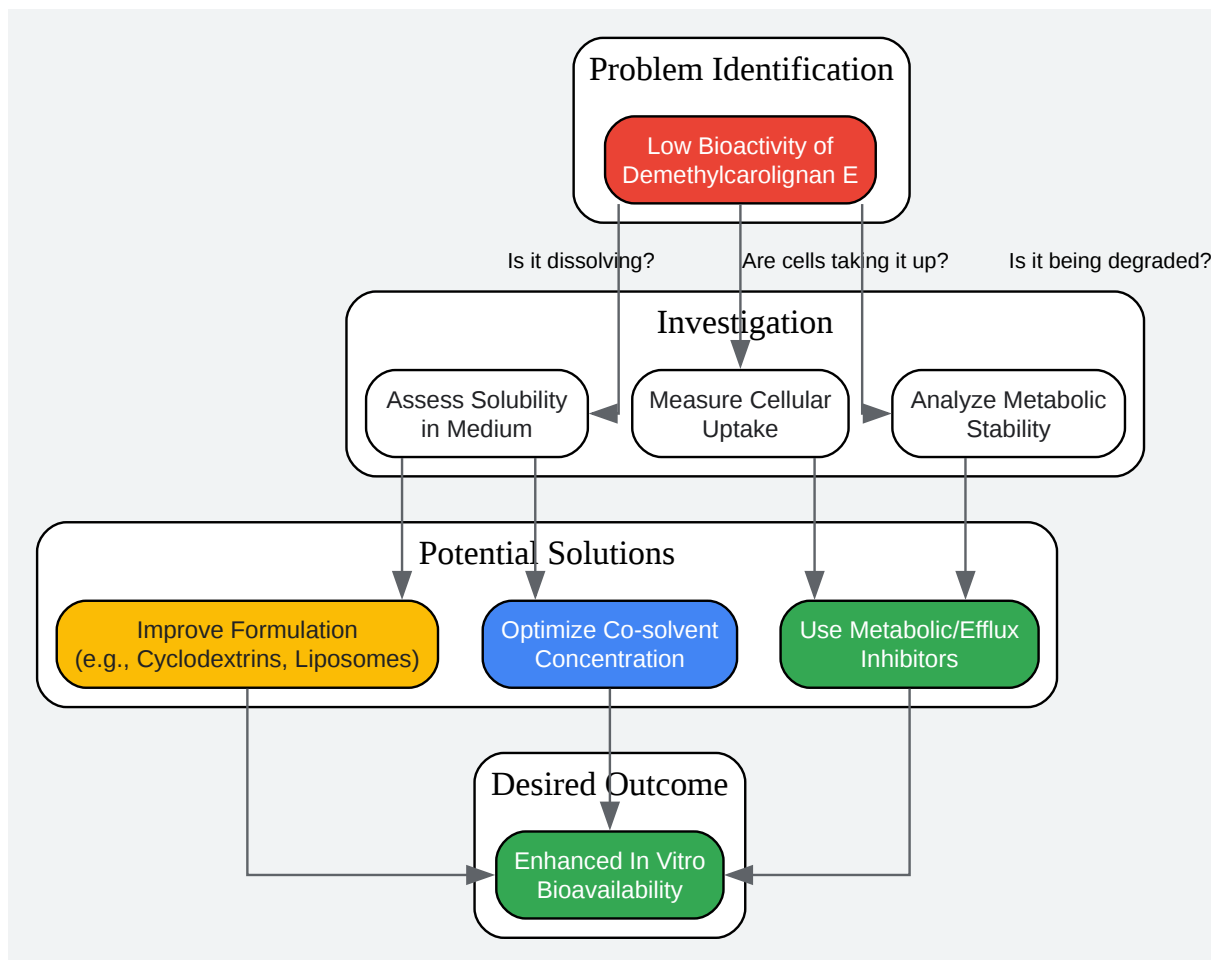 Problem Identification
Low Bioactivity of
Demethylcarolignan E
Is it dissolving?
Are cells taking it up?
Is it being degraded?
Investigation
Assess Solubility
in Medium
Measure Cellular
Uptake
Analyze Metabolic
Stability
Potential Solutions
Improve Formulation
(e.g., Cyclodextrins, Liposomes)
Optimize Co-solvent
Concentration
Use Metabolic/Efflux
Inhibitors
Desired Outcome
Enhanced In Vitro
Bioavailability